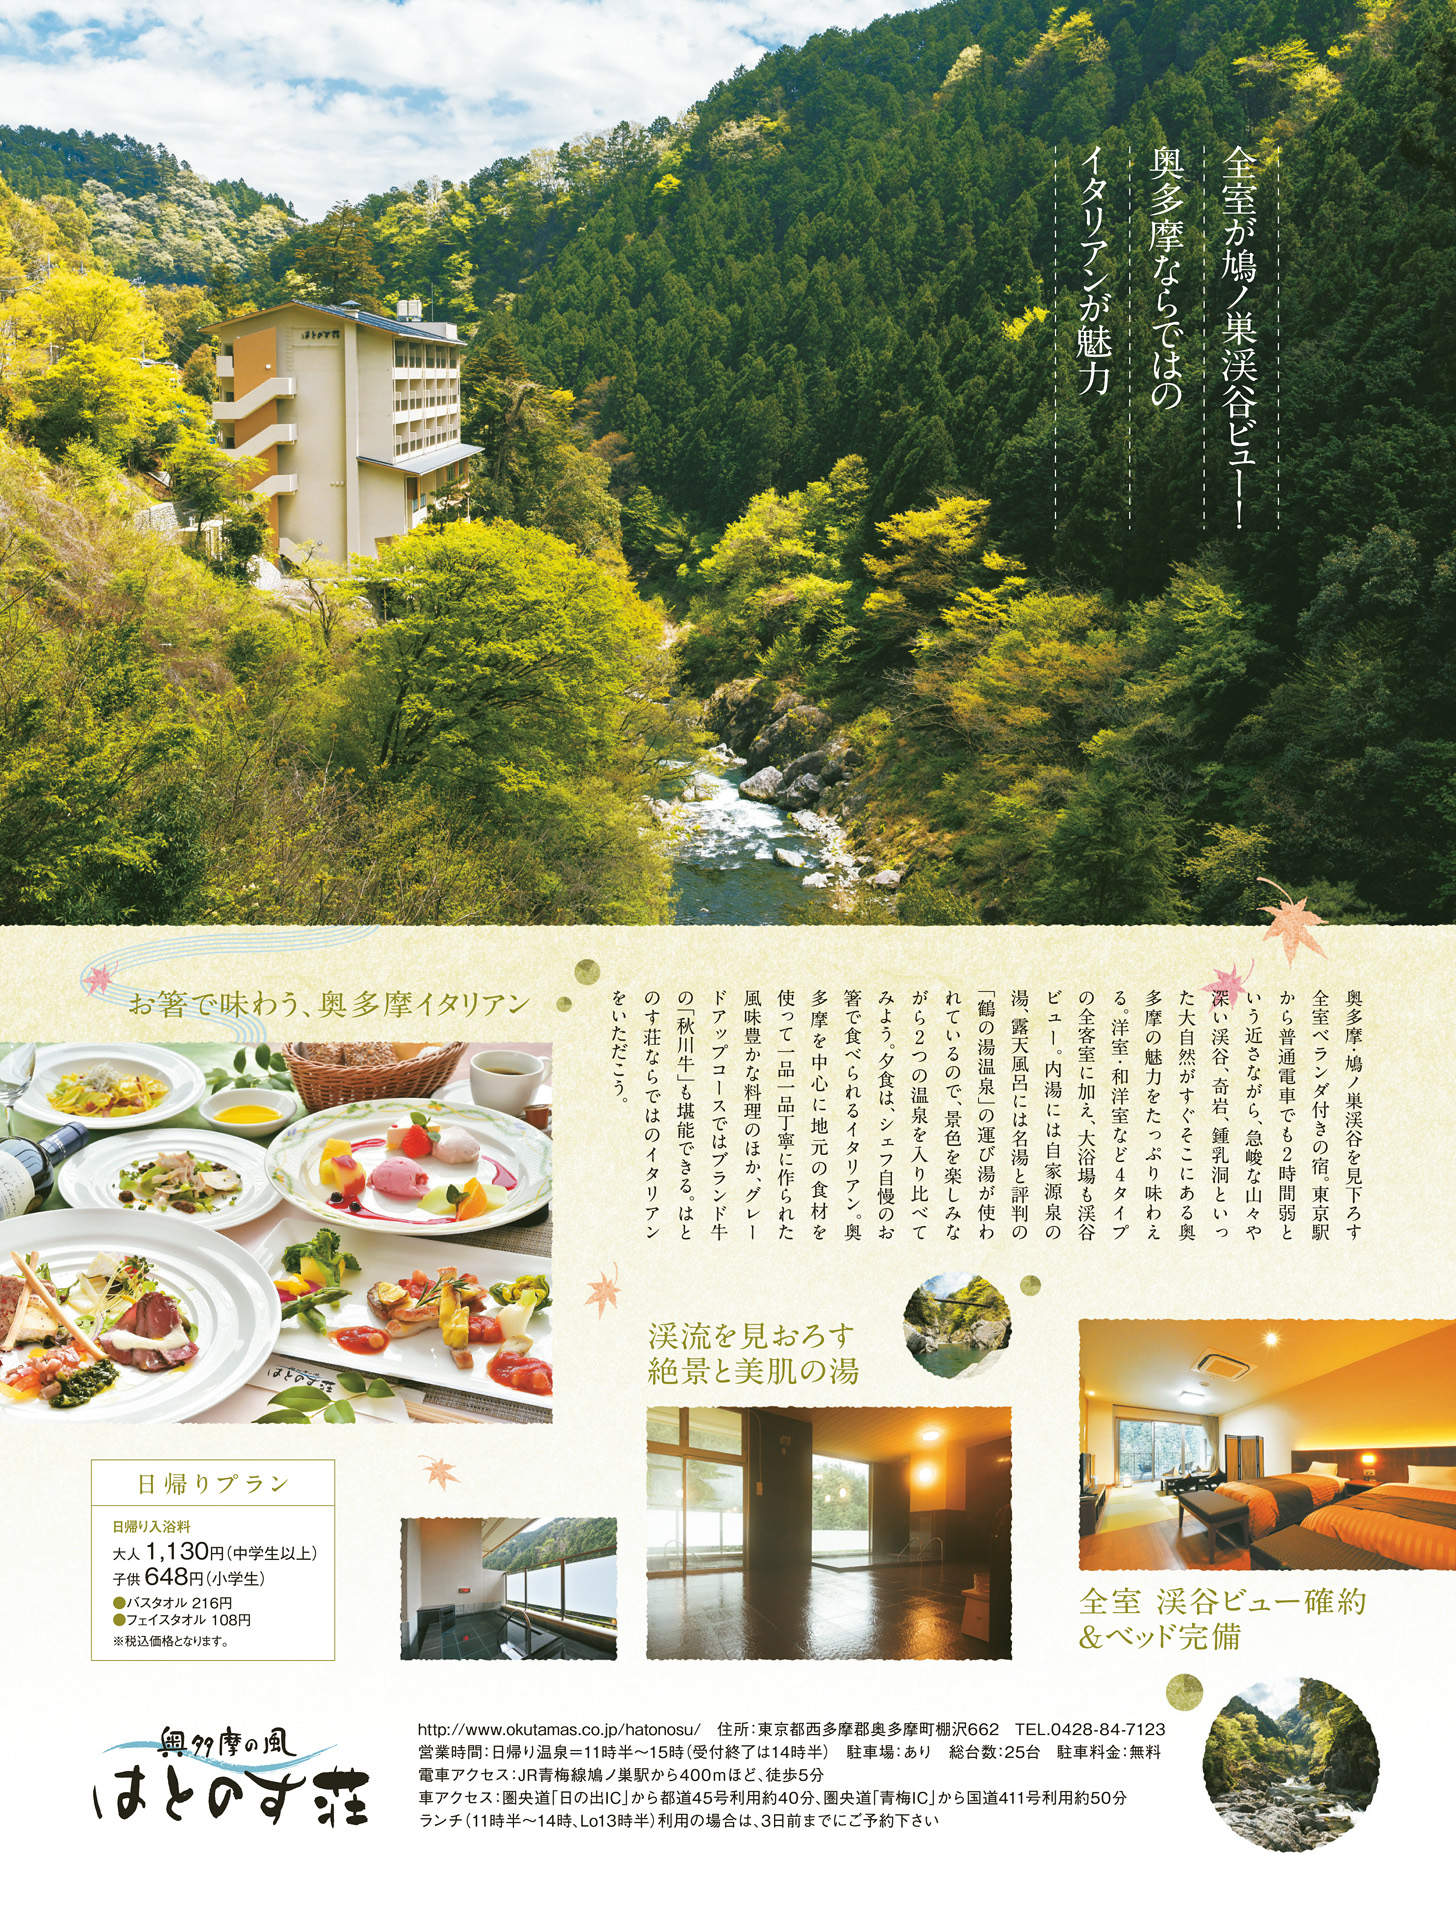 全室が鳩ノ巣渓谷ビュー!
奥多摩ならではの
イタリアンが魅力
はとのす荘
奥多摩・鳩ノ巣渓谷を見下ろす
全室ベランダ付きの宿。東京駅
から普通電車でも2時間弱と
いう近さながら、急峻な山々や
深い渓谷、奇岩、鍾乳洞といっ
た大自然がすぐそこにある奥
多摩の魅力をたっぷり味わえ
る。洋室・和洋室など4タイプ
の全客室に加え、大浴場も渓谷
ビュー。内湯には自家源泉の
湯、露天風呂には名湯と評判の
「鶴の湯温泉」の運び湯が使わ
れているので、景色を楽しみな
がら2つの温泉を入り比べて
みよう。夕食は、シェフ自慢のお
箸で食べられるイタリアン。奥
多摩を中心に地元の食材を
使って一品一品丁寧に作られた
風味豊かな料理のほか、グレー
ドアップコースではブランド牛
の「秋川牛」も堪能できる。はと
のす荘ならではのイタリアン
をいただこう。
お箸で味わう、奥多摩イタリアン
はとのす荘
渓流を見おろす
絶景と美肌の湯
全室 渓谷ビュー確約
&ベッド完備
日帰りプラン
日帰り入浴料
大人 1,130円(中学生以上)
子供 648円(小学生)
●バスタオル 216円
●フェイスタオル 108円
※税込価格となります。
奥多摩の風
はとのす荘
http://www.okutamas.co.jp/hatonosu/ 住所:東京都西多摩郡奥多摩町棚沢662 TEL.0428-84-7123
営業時間:日帰り温泉=11時半〜15時(受付終了は14時半) 駐車場:あり 総台数:25台 駐車料金:無料
電車アクセス:JR青梅線鳩ノ巣駅から400mほど、徒歩5分
車アクセス:圏央道「日の出IC」から都道45号利用約40分、圏央道「青梅IC」から国道411号利用約50分
ランチ(11時半〜14時、Lo13時半)利用の場合は、3日前までにご予約下さい